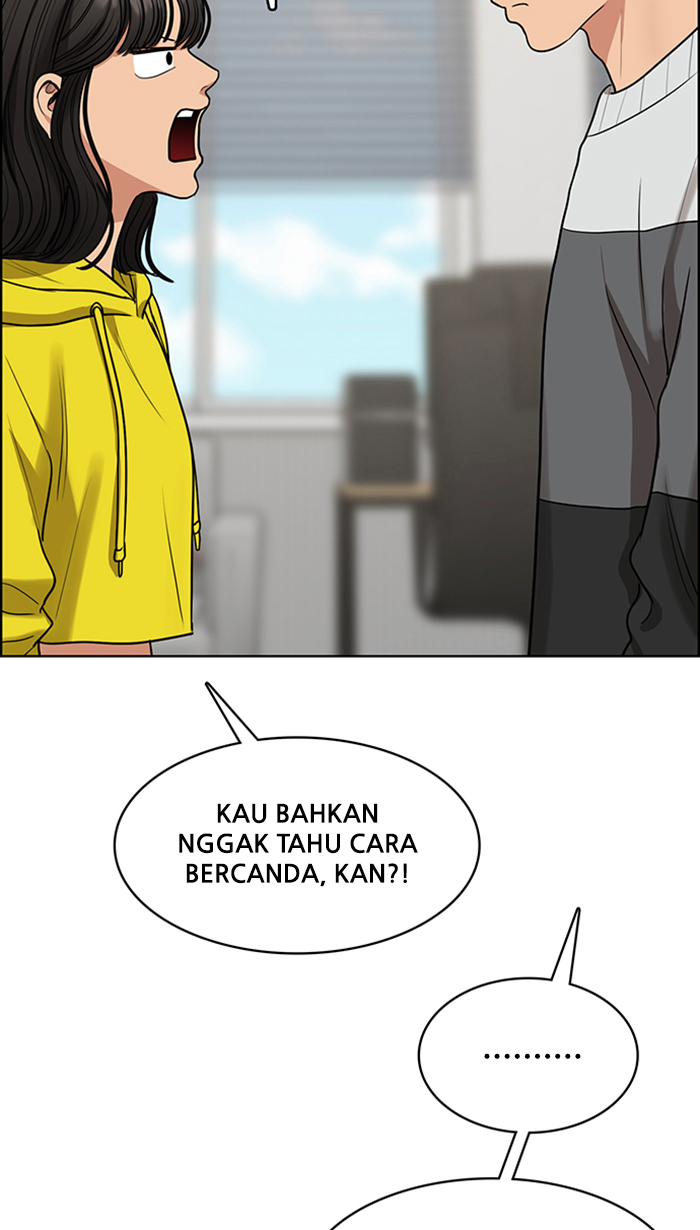 KAU BAHKAN
NGGAK TAHU CARA
BERCANDA, KAN?!
..........